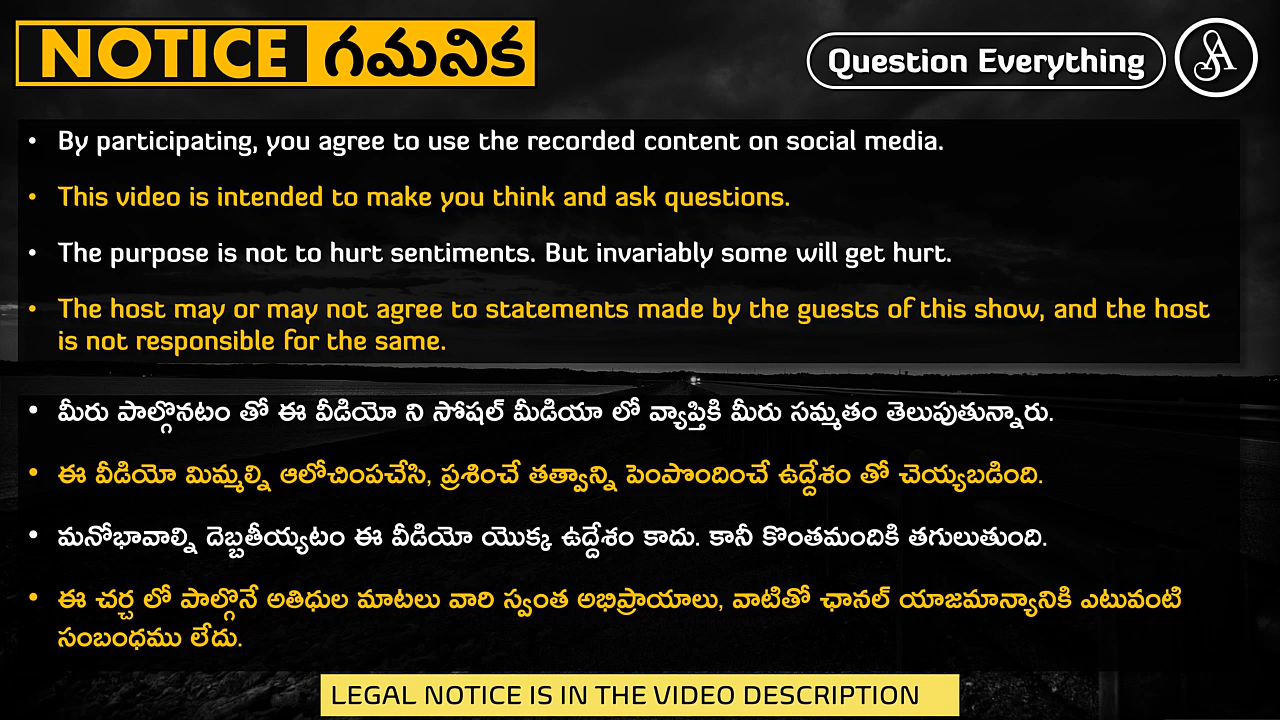 NOTICE గమనిక
Question Everything
• By participating, you agree to use the recorded content on social media.
• This video is intended to make you think and ask questions.
• The purpose is not to hurt sentiments. But invariably some will get hurt.
• The host may or may not agree to statements made by the guests of this show, and the host
is not responsible for the same.
• మీరు పాల్గొనటం తో ఈ వీడియో ని సోషల్ మీడియా లో వ్యాప్తికి మీరు సమ్మతం తెలుపుతున్నారు.
• ఈ వీడియో మిమ్మల్ని ఆలోచింపచేసి, ప్రశించే తత్వాన్ని పెంపొందించే ఉద్దేశం తో చెయ్యబడింది.
• మనోభావాల్ని దెబ్బతీయ్యటం ఈ వీడియో యొక్క ఉద్దేశం కాదు. కానీ కొంతమందికి తగులుతుంది.
• ఈ చర్చ లో పాల్గొనే అతిధుల మాటలు వారి స్వంత అభిప్రాయాలు, వాటితో ఛానల్ యాజమాన్యానికి ఎటువంటి
సంబంధము లేదు.
LEGAL NOTICE IS IN THE VIDEO DESCRIPTION